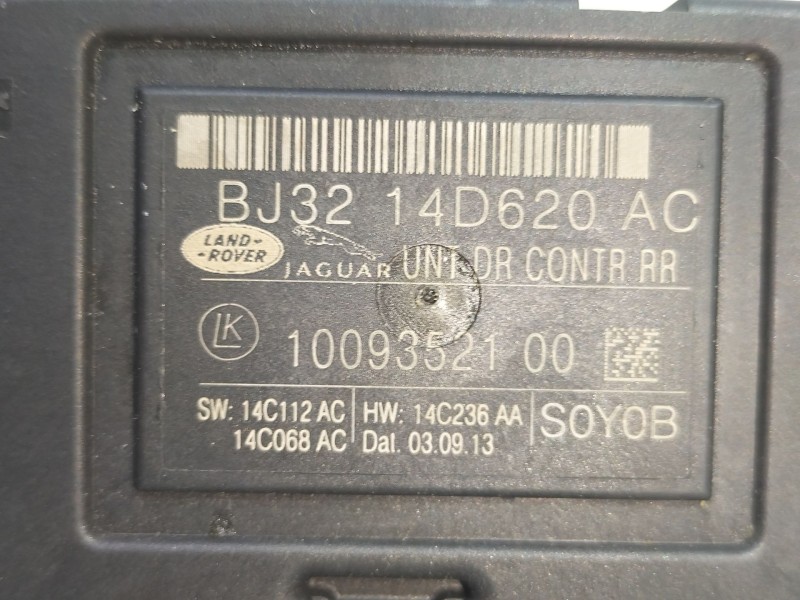 BJ32 14D620 AC
LAND-
-ROVER
JAGUAR UNT DR CONTR RR
LK 10093521 00
SW: 14C112 AC HW: 14C236 AA SOYOB
14C068 AC Dat. 03.09.13